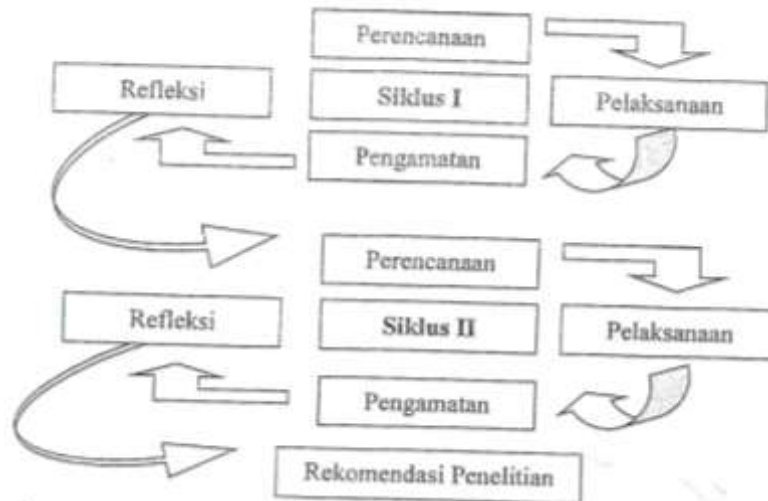 Perencanaan
Refleksi
Siklus I
Pelaksanaan
Pengamatan
Perencanaan
Refleksi
Siklus II
Pelaksanaan
Pengamatan
Rekomendasi Penelitian